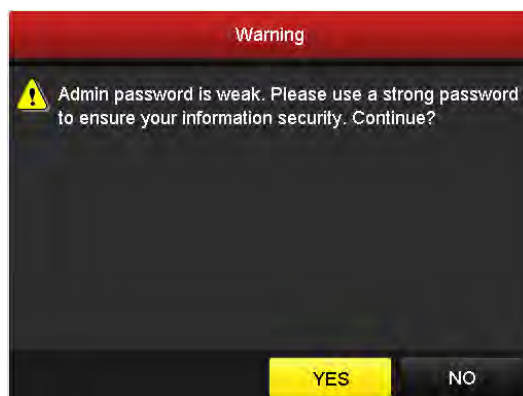 Warning
Admin password is weak. Please use a strong password
to ensure your information security. Continue?
YES
NO